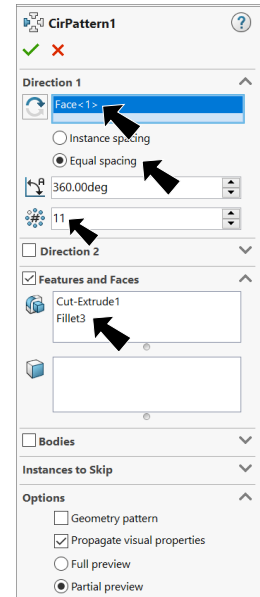 CirPattern1
Direction 1
Face<1>
Instance spacing
Equal spacing
360.00deg
11
Direction 2
Features and Faces
Cut-Extrude1
Fillet3
Bodies
Instances to Skip
Options
Geometry pattern
Propagate visual properties
Full preview
Partial preview